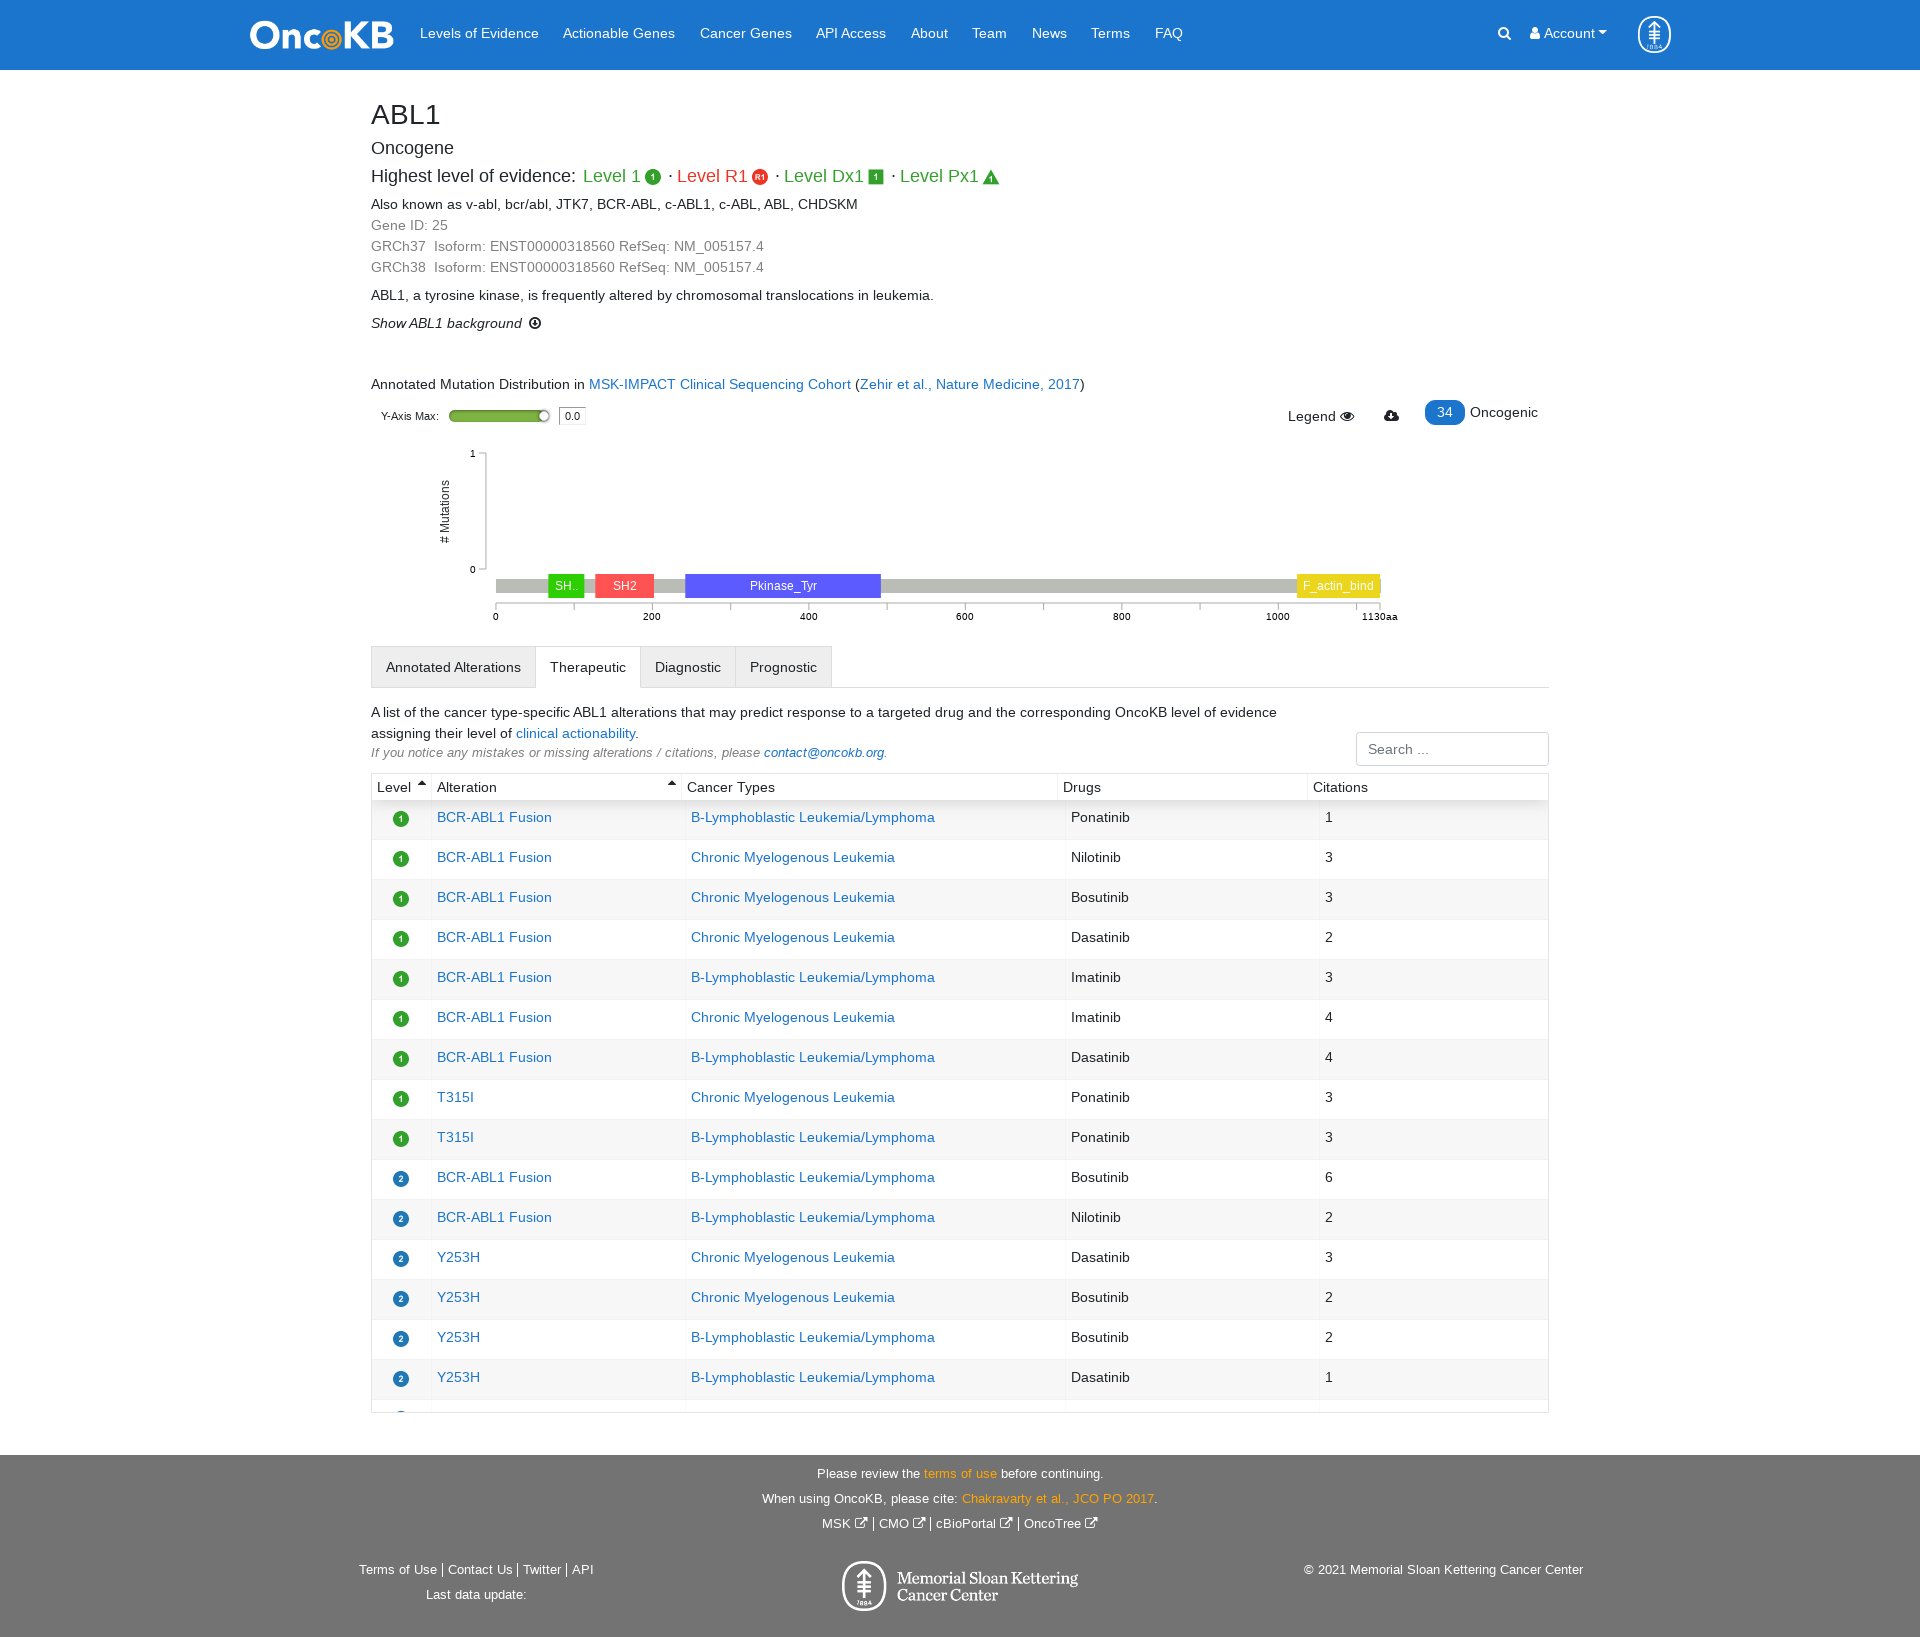 OncoKB Levels of Evidence Actionable Genes Cancer Genes API Access About Team News Terms FAQ Account
ABL1
Oncogene
Highest level of evidence: Level 1 1 · Level R1 R1 · Level Dx1 1 · Level Px1 1
Also known as v-abl, bcr/abl, JTK7, BCR-ABL, c-ABL1, c-ABL, ABL, CHDSKM
Gene ID: 25
GRCh37 Isoform: ENST00000318560 RefSeq: NM_005157.4
GRCh38 Isoform: ENST00000318560 RefSeq: NM_005157.4
ABL1, a tyrosine kinase, is frequently altered by chromosomal translocations in leukemia.
Show ABL1 background
Annotated Mutation Distribution in MSK-IMPACT Clinical Sequencing Cohort (Zehir et al., Nature Medicine, 2017)
Y-Axis Max: 0.0 Legend 34 Oncogenic
1
# Mutations
0
SH.. SH2 Pkinase_Tyr F_actin_bind
0 200 400 600 800 1000 1130aa
Annotated Alterations Therapeutic Diagnostic Prognostic
A list of the cancer type-specific ABL1 alterations that may predict response to a targeted drug and the corresponding OncoKB level of evidence
assigning their level of clinical actionability.
If you notice any mistakes or missing alterations / citations, please contact@oncokb.org.
Search ...
Level Alteration Cancer Types Drugs Citations
1 BCR-ABL1 Fusion B-Lymphoblastic Leukemia/Lymphoma Ponatinib 1
1 BCR-ABL1 Fusion Chronic Myelogenous Leukemia Nilotinib 3
1 BCR-ABL1 Fusion Chronic Myelogenous Leukemia Bosutinib 3
1 BCR-ABL1 Fusion Chronic Myelogenous Leukemia Dasatinib 2
1 BCR-ABL1 Fusion B-Lymphoblastic Leukemia/Lymphoma Imatinib 3
1 BCR-ABL1 Fusion Chronic Myelogenous Leukemia Imatinib 4
1 BCR-ABL1 Fusion B-Lymphoblastic Leukemia/Lymphoma Dasatinib 4
1 T315I Chronic Myelogenous Leukemia Ponatinib 3
1 T315I B-Lymphoblastic Leukemia/Lymphoma Ponatinib 3
2 BCR-ABL1 Fusion B-Lymphoblastic Leukemia/Lymphoma Bosutinib 6
2 BCR-ABL1 Fusion B-Lymphoblastic Leukemia/Lymphoma Nilotinib 2
2 Y253H Chronic Myelogenous Leukemia Dasatinib 3
2 Y253H Chronic Myelogenous Leukemia Bosutinib 2
2 Y253H B-Lymphoblastic Leukemia/Lymphoma Bosutinib 2
2 Y253H B-Lymphoblastic Leukemia/Lymphoma Dasatinib 1
Please review the terms of use before continuing.
When using OncoKB, please cite: Chakravarty et al., JCO PO 2017.
MSK | CMO | cBioPortal | OncoTree
Terms of Use | Contact Us | Twitter | API
Last data update:
1884
Memorial Sloan Kettering
Cancer Center
© 2021 Memorial Sloan Kettering Cancer Center